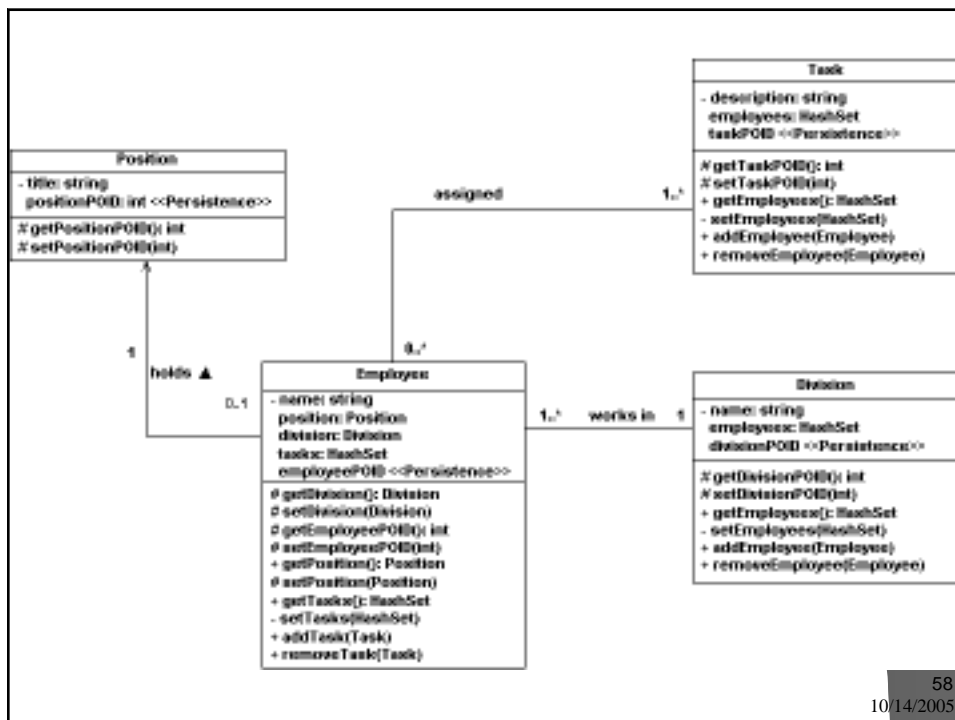 Task
- description: string
employees: HashSet
taskPOID <<Persistence>>
# getTaskPOID(): int
# setTaskPOID(int)
+ getEmployees(): HashSet
- setEmployees(HashSet)
+ addEmployee(Employee)
+ removeEmployee(Employee)
Position
- title: string
positionPOID: int <<Persistence>>
# getPositionPOID(): int
# setPositionPOID(int)
assigned
1..*
0..*
1
holds ▲
0..1
Employee
- name: string
position: Position
division: Division
tasks: HashSet
employeePOID <<Persistence>>
# getDivision(): Division
# setDivision(Division)
# getEmployeePOID(): int
# setEmployeePOID(int)
+ getPosition(): Position
# setPosition(Position)
+ getTasks(): HashSet
- setTasks(HashSet)
+ addTask(Task)
+ removeTask(Task)
1..* works in 1
Division
- name: string
employees: HashSet
divisionPOID <<Persistence>>
# getDivisionPOID(): int
# setDivisionPOID(int)
+ getEmployees(): HashSet
- setEmployees(HashSet)
+ addEmployee(Employee)
+ removeEmployee(Employee)
58
10/14/2005